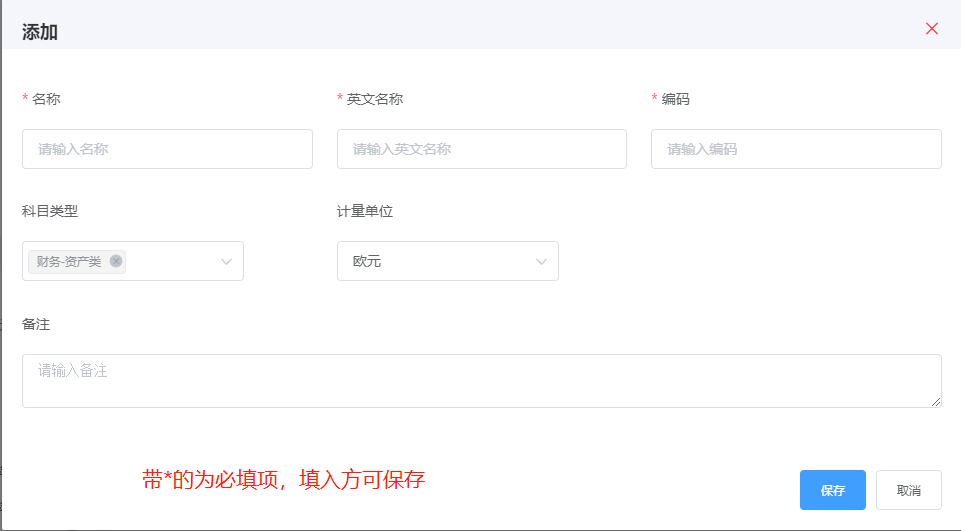 添加
* 名称
* 英文名称
* 编码
请输入名称
请输入英文名称
请输入编码
科目类型
计量单位
财务-资产类
欧元
备注
请输入备注
带*的为必填项，填入方可保存
保存
取消